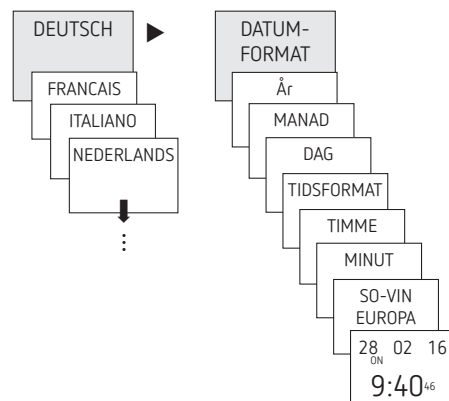 DEUTSCH
FRANCAIS
ITALIANO
NEDERLANDS
DATUM-
FORMAT
År
MANAD
DAG
TIDSFORMAT
TIMME
MINUT
SO-VIN
EUROPA
28 02 16
ON
9:40 46